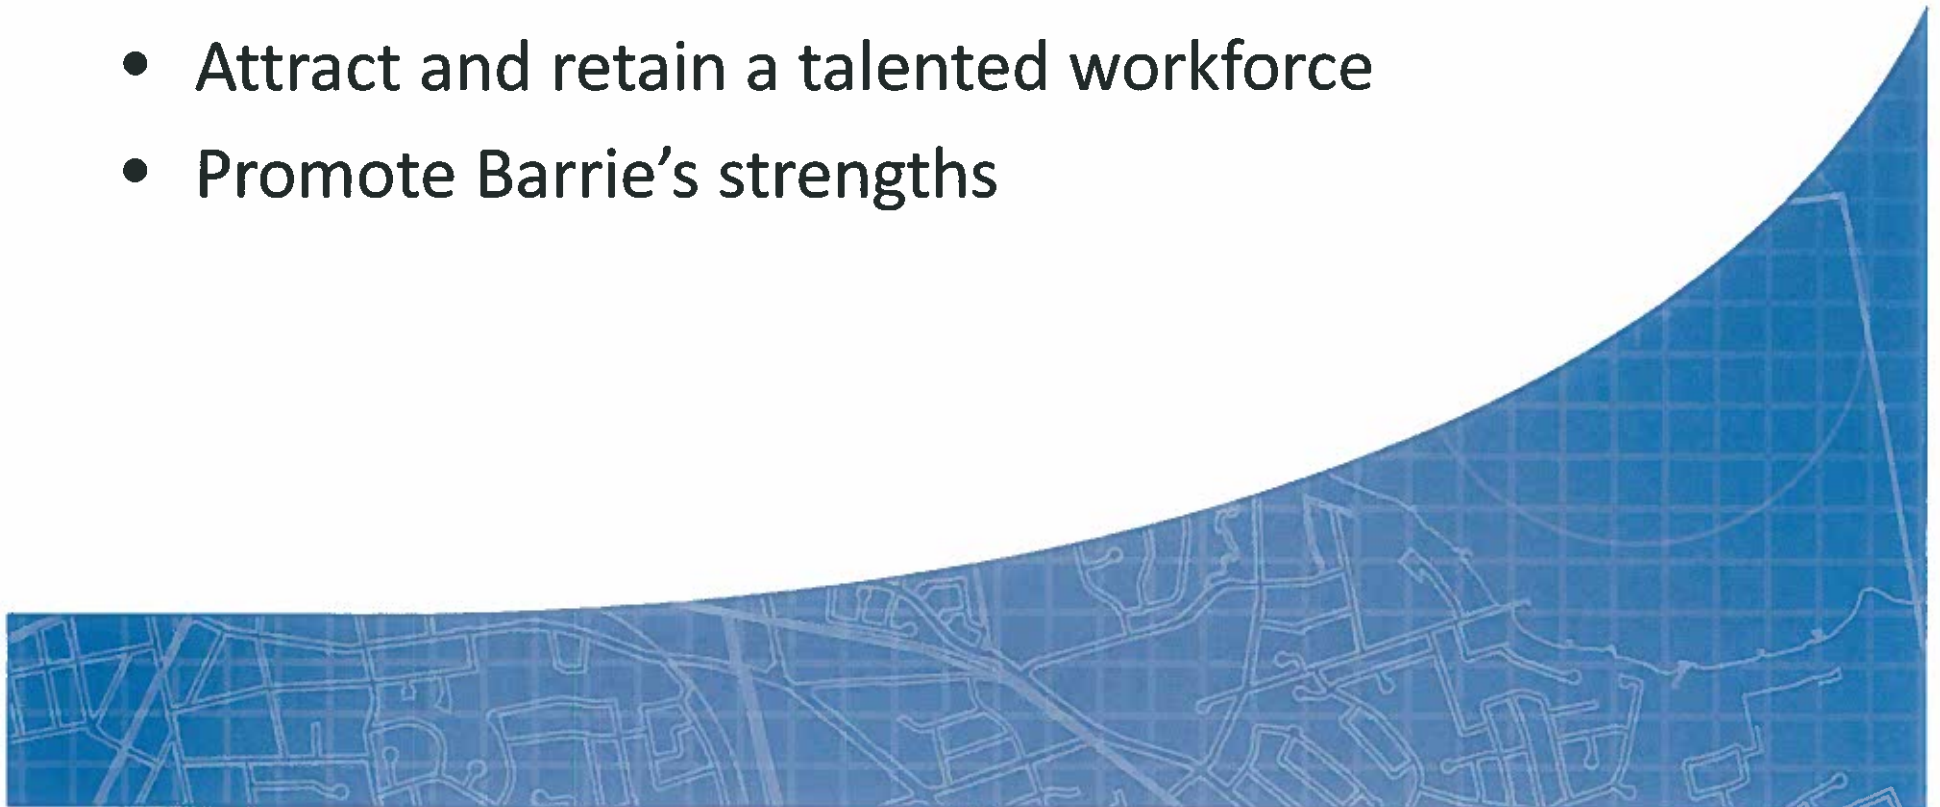 • Attract and retain a talented workforce
• Promote Barrie’s strengths